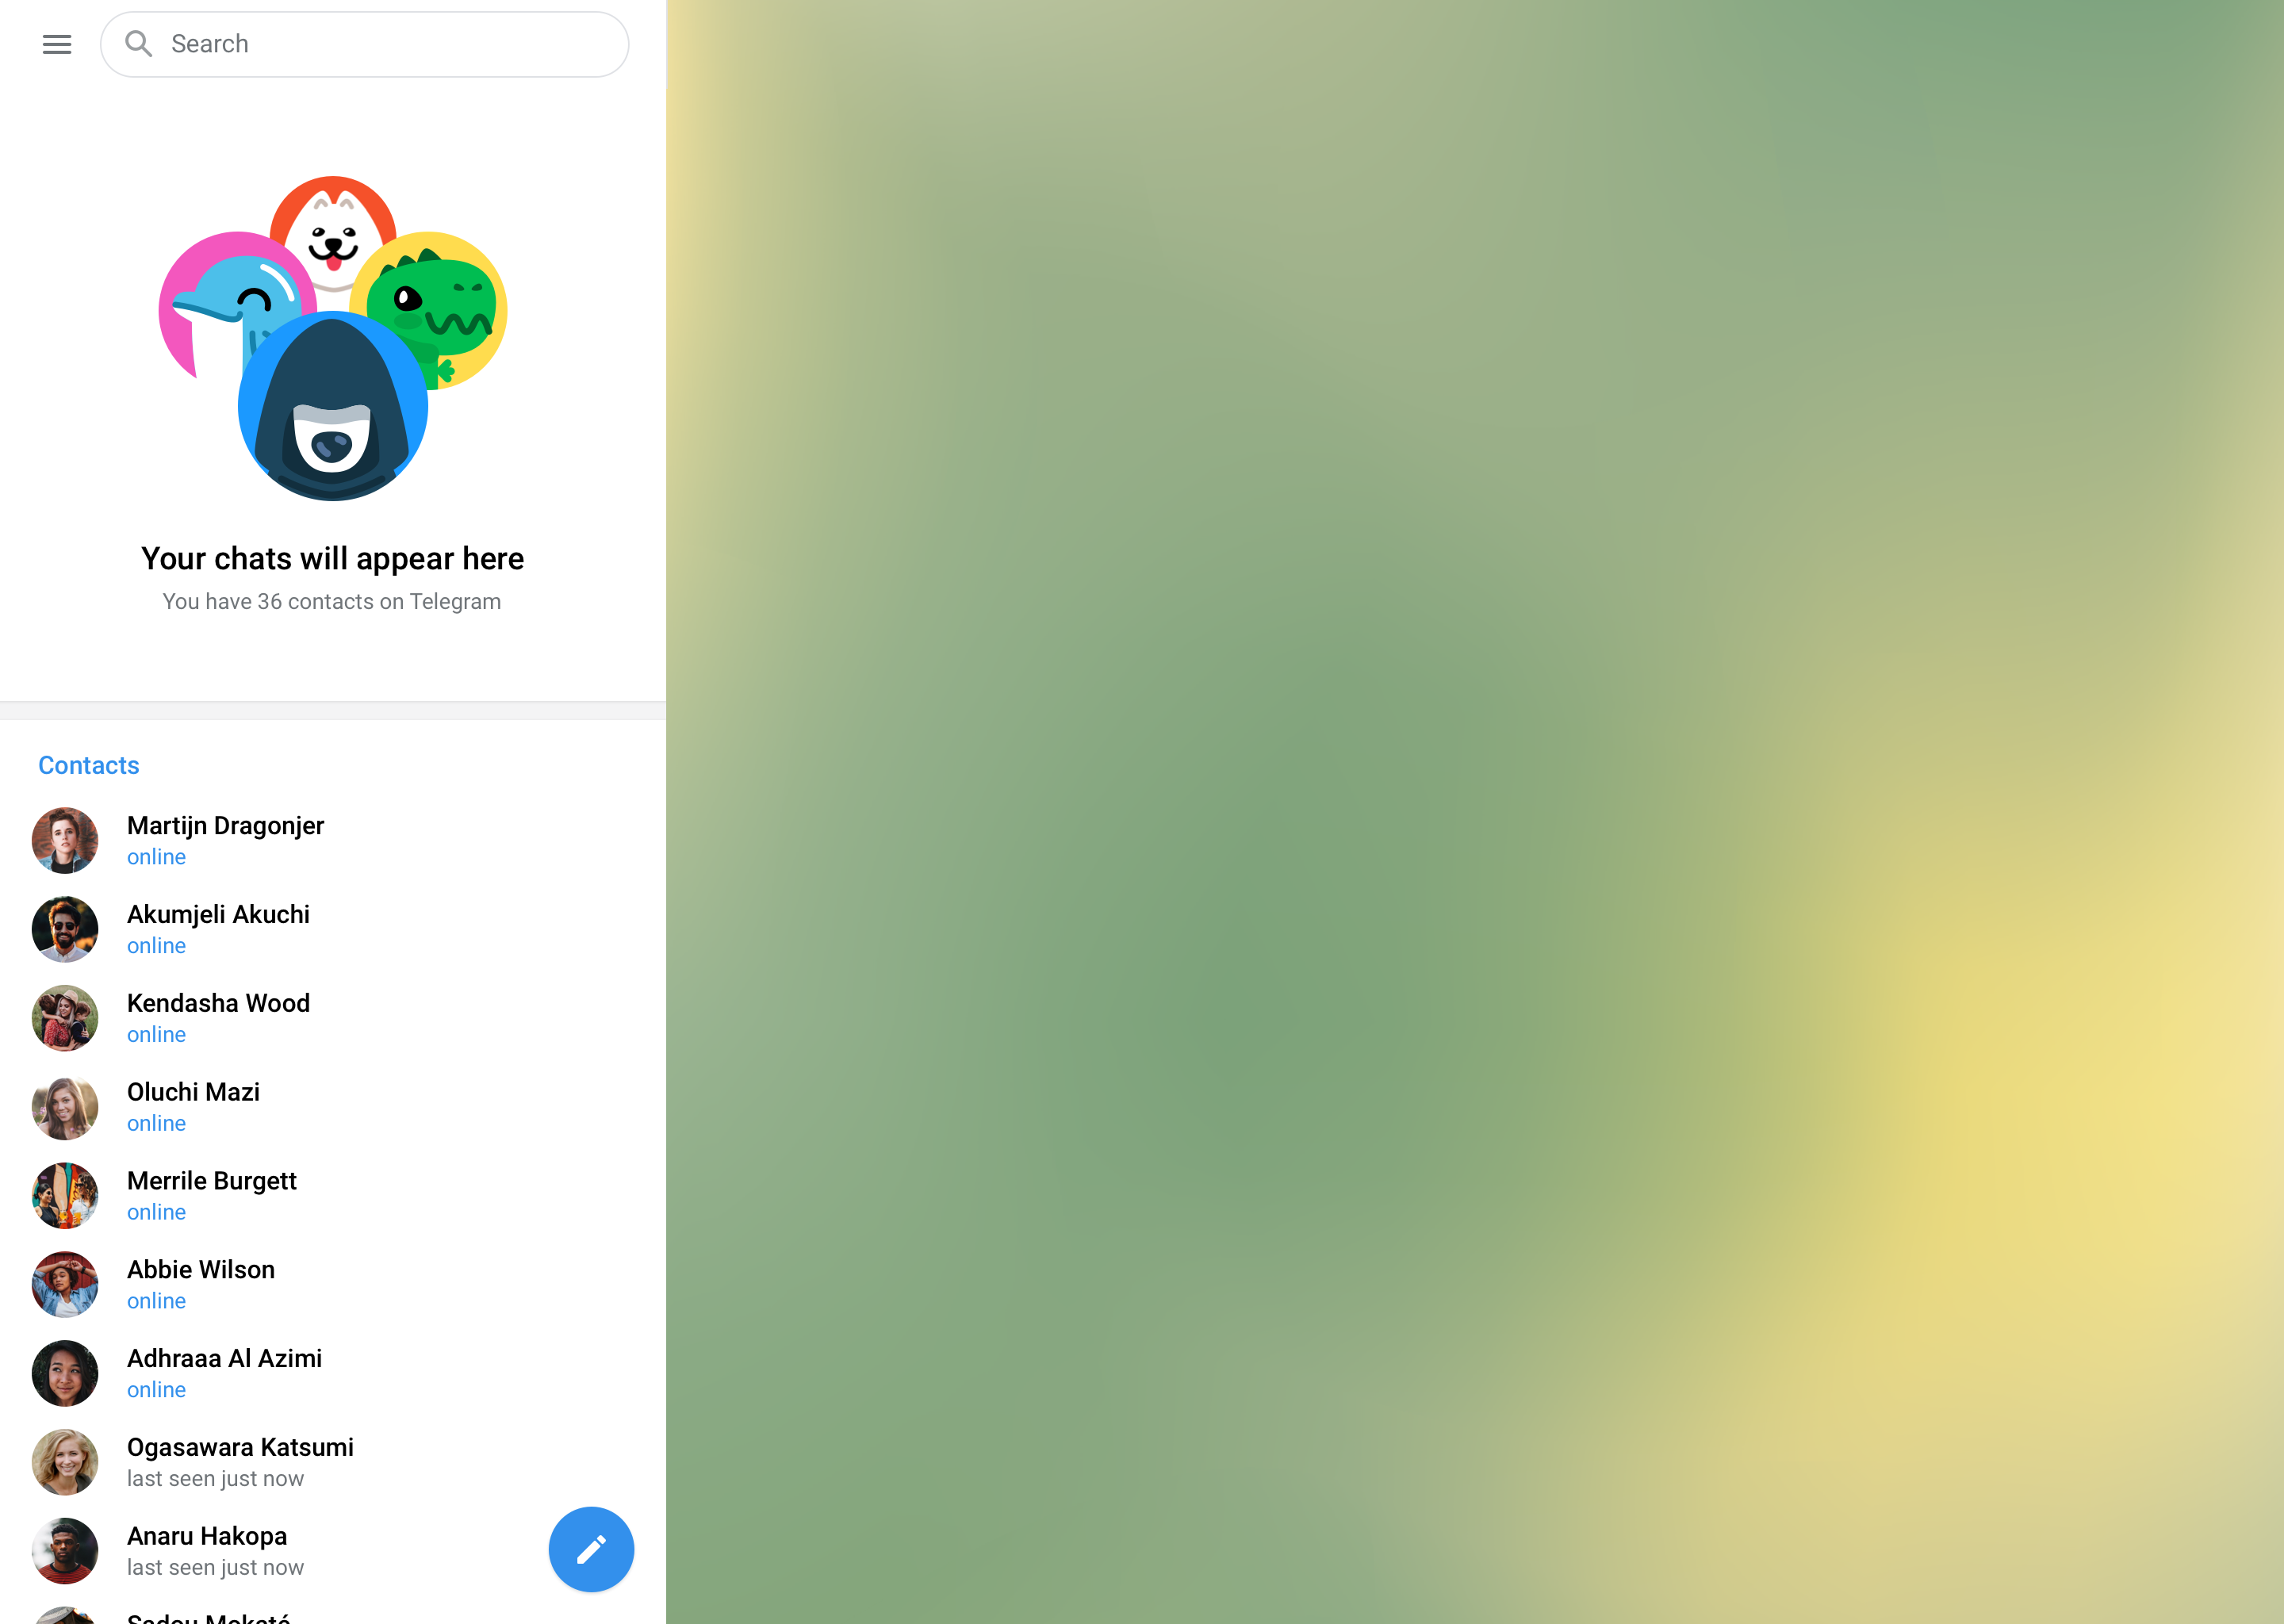 Search
Your chats will appear here
You have 36 contacts on Telegram
Contacts
Martijn Dragonjer
online
Akumjeli Akuchi
online
Kendasha Wood
online
Oluchi Mazi
online
Merrile Burgett
online
Abbie Wilson
online
Adhraaa Al Azimi
online
Ogasawara Katsumi
last seen just now
Anaru Hakopa
last seen just now